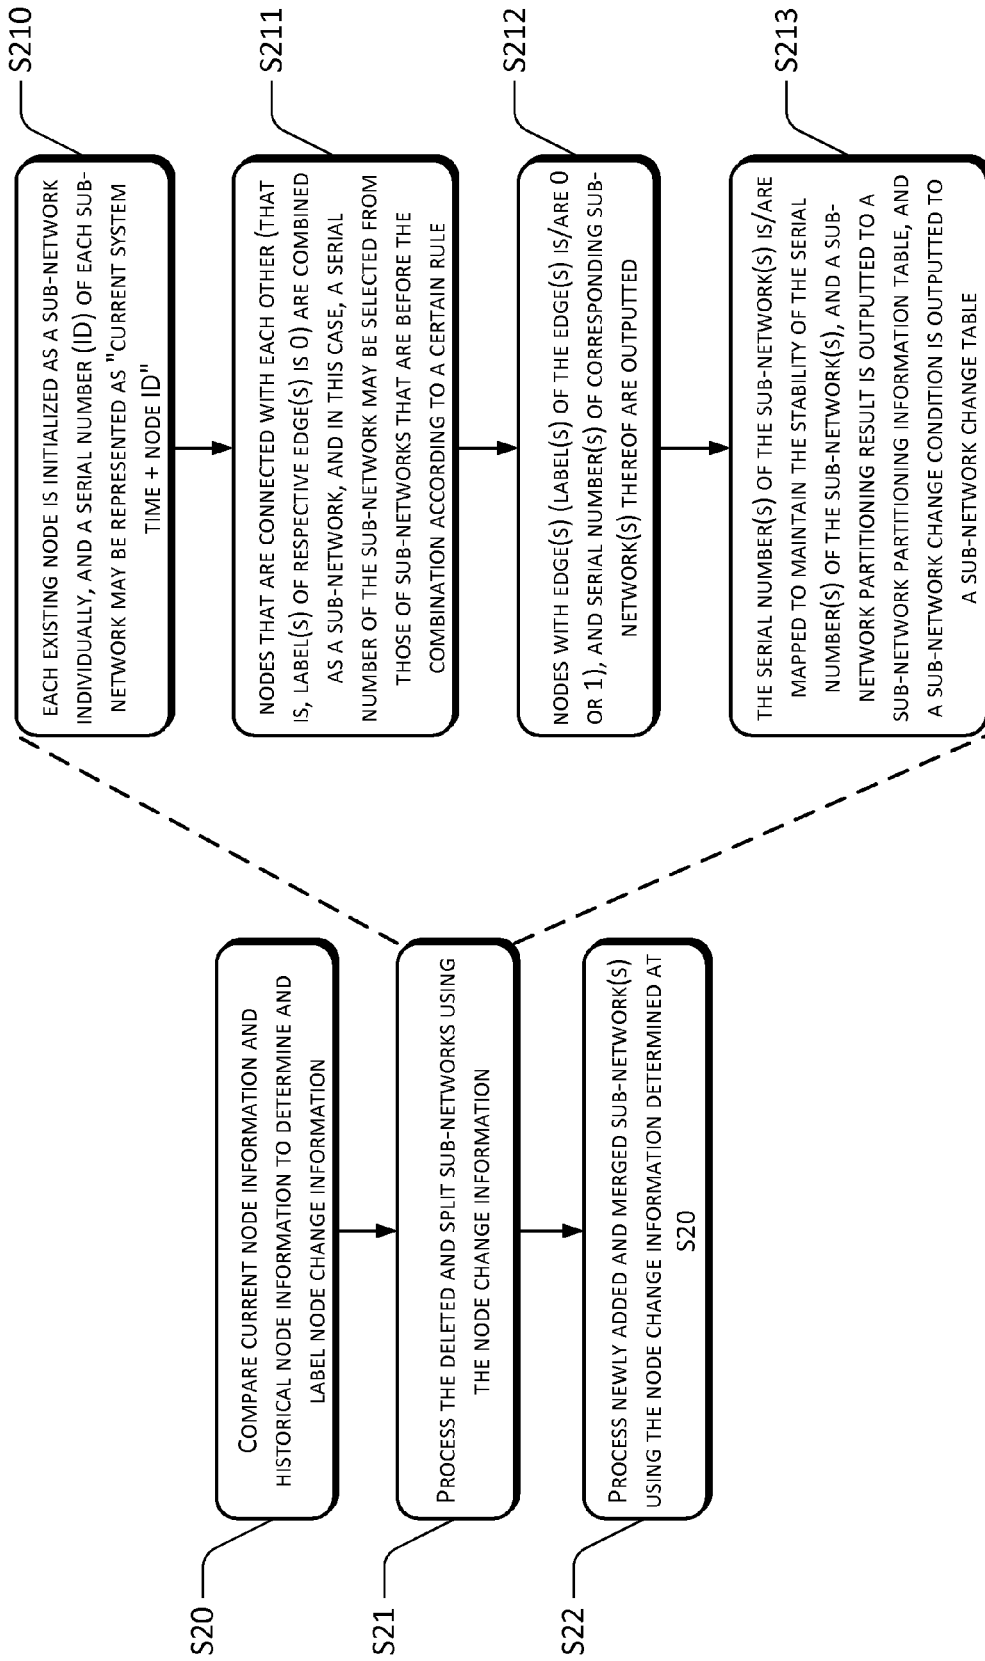 S20
COMPARE CURRENT NODE INFORMATION AND
HISTORICAL NODE INFORMATION TO DETERMINE AND
LABEL NODE CHANGE INFORMATION
S21
PROCESS THE DELETED AND SPLIT SUB-NETWORKS USING
THE NODE CHANGE INFORMATION
S22
PROCESS NEWLY ADDED AND MERGED SUB-NETWORK(S)
USING THE NODE CHANGE INFORMATION DETERMINED AT
S20
EACH EXISTING NODE IS INITIALIZED AS A SUB-NETWORK
INDIVIDUALLY, AND A SERIAL NUMBER (ID) OF EACH SUB-
NETWORK MAY BE REPRESENTED AS "CURRENT SYSTEM
TIME + NODE ID"
S210
NODES THAT ARE CONNECTED WITH EACH OTHER (THAT
IS, LABEL(S) OF RESPECTIVE EDGE(S) IS 0) ARE COMBINED
AS A SUB-NETWORK, AND IN THIS CASE, A SERIAL
NUMBER OF THE SUB-NETWORK MAY BE SELECTED FROM
THOSE OF SUB-NETWORKS THAT ARE BEFORE THE
COMBINATION ACCORDING TO A CERTAIN RULE
S211
NODES WITH EDGE(S) (LABEL(S) OF THE EDGE(S) IS/ARE 0
OR 1), AND SERIAL NUMBER(S) OF CORRESPONDING SUB-
NETWORK(S) THEREOF ARE OUTPUTTED
S212
THE SERIAL NUMBER(S) OF THE SUB-NETWORK(S) IS/ARE
MAPPED TO MAINTAIN THE STABILITY OF THE SERIAL
NUMBER(S) OF THE SUB-NETWORK(S), AND A SUB-
NETWORK PARTITIONING RESULT IS OUTPUTTED TO A
SUB-NETWORK PARTITIONING INFORMATION TABLE, AND
A SUB-NETWORK CHANGE CONDITION IS OUTPUTTED TO
A SUB-NETWORK CHANGE TABLE
S213